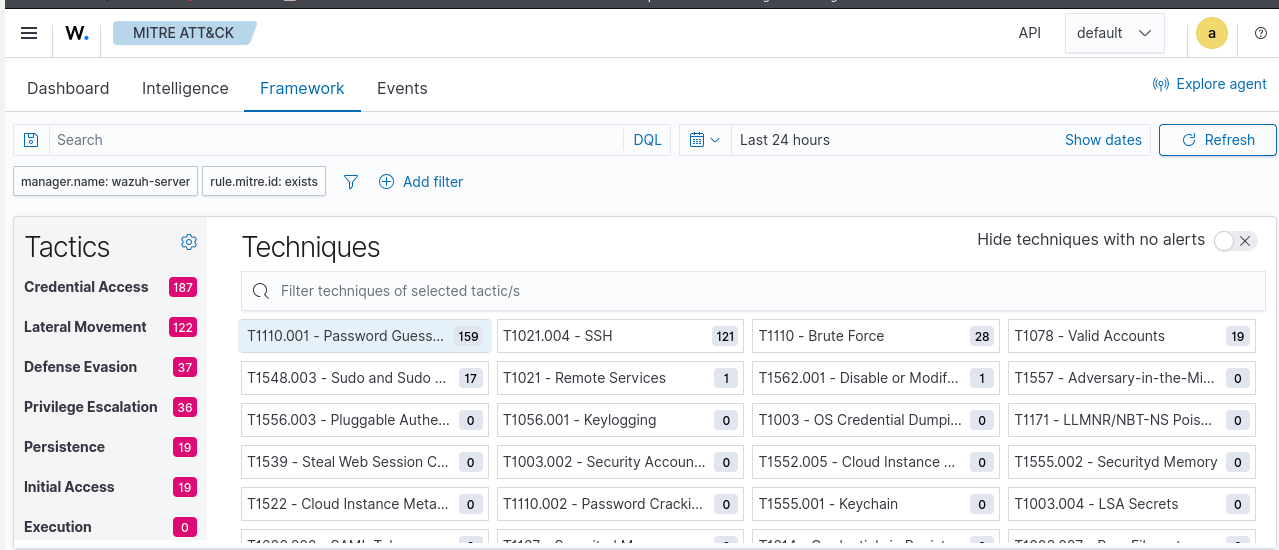 W. MITRE ATT&CK API default a
Dashboard Intelligence Framework Events Explore agent
Search DQL Last 24 hours Show dates Refresh
manager.name: wazuh-server rule.mitre.id: exists Add filter
Tactics
Credential Access 187
Lateral Movement 122
Defense Evasion 37
Privilege Escalation 36
Persistence 19
Initial Access 19
Execution 0
Techniques Hide techniques with no alerts
Filter techniques of selected tactic/s
T1110.001 - Password Guess... 159 T1021.004 - SSH 121 T1110 - Brute Force 28 T1078 - Valid Accounts 19
T1548.003 - Sudo and Sudo ... 17 T1021 - Remote Services 1 T1562.001 - Disable or Modif... 1 T1557 - Adversary-in-the-Mi... 0
T1556.003 - Pluggable Authe... 0 T1056.001 - Keylogging 0 T1003 - OS Credential Dumpi... 0 T1171 - LLMNR/NBT-NS Pois... 0
T1539 - Steal Web Session C... 0 T1003.002 - Security Accoun... 0 T1552.005 - Cloud Instance ... 0 T1555.002 - Securityd Memory 0
T1522 - Cloud Instance Meta... 0 T1110.002 - Password Cracki... 0 T1555.001 - Keychain 0 T1003.004 - LSA Secrets 0